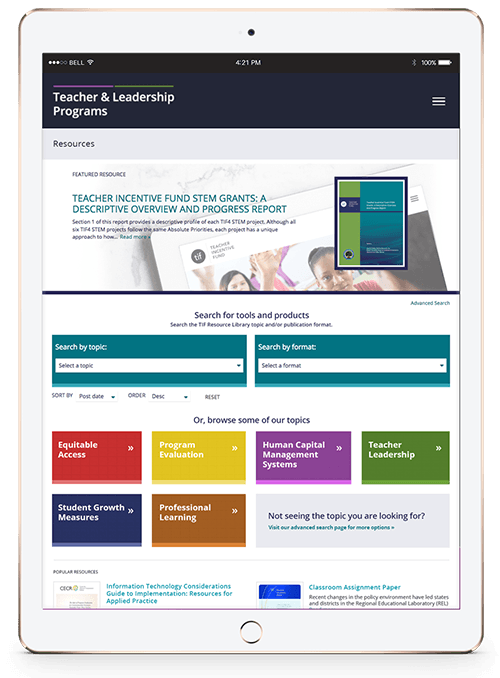 BELL 4:21 PM 100%
Teacher & Leadership
Programs
Resources
FEATURED RESOURCE
TEACHER INCENTIVE FUND STEM GRANTS: A
DESCRIPTIVE OVERVIEW AND PROGRESS REPORT
Section 1 of this report provides a descriptive profile of each TIF4 STEM project. Although all
six TIF4 STEM projects follow the same Absolute Priorities, each project has a unique
approach to how... Read more »
tif TEACHER
INCENTIVE
FUND
Advanced Search
Search for tools and products
Search the TIF Resource Library topic and/or publication format.
Search by topic: Search by format:
Select a topic Select a format
SORT BY Post date ORDER Desc RESET
Or, browse some of our topics
Equitable
Access »
Program
Evaluation »
Human Capital
Management
Systems »
Teacher
Leadership »
Student Growth
Measures »
Professional
Learning »
Not seeing the topic you are looking for?
Visit our advanced search page for more options »
POPULAR RESOURCES
CECR
Information Technology Considerations
Guide to Implementation: Resources for
Applied Practice
Classroom Assignment Paper
Recent changes in the policy environment have led states
and districts in the Regional Educational Laboratory (REL)